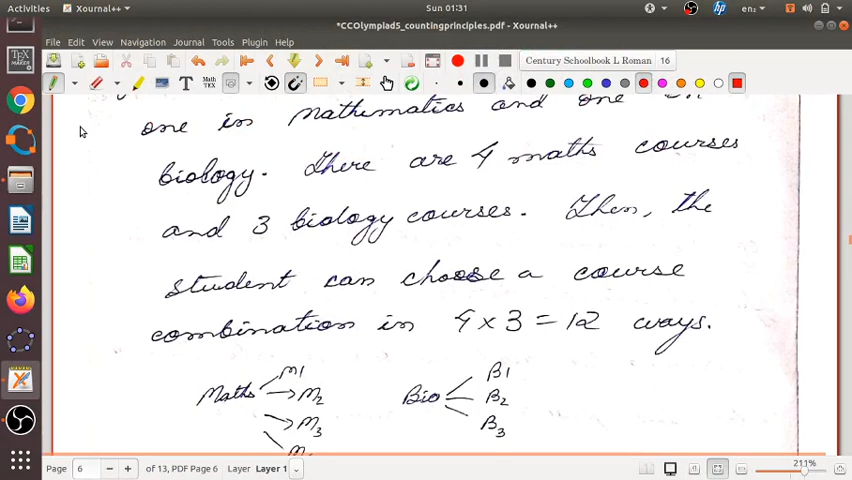 Activities Xournal++ Sun 01:31 en₂
*CCOlympiad5_countingprinciples.pdf - Xournal++
File Edit View Navigation Journal Tools Plugin Help
Century Schoolbook L Roman 16
one in mathematics and one
biology. There are 4 maths courses
and 3 biology courses. Then, the
student can choose a course
combination in 4 × 3 = 12 ways.
Maths M1 M2 M3
Bio B1 B2 B3
Page 6 of 13, PDF Page 6 Layer Layer 1 211%